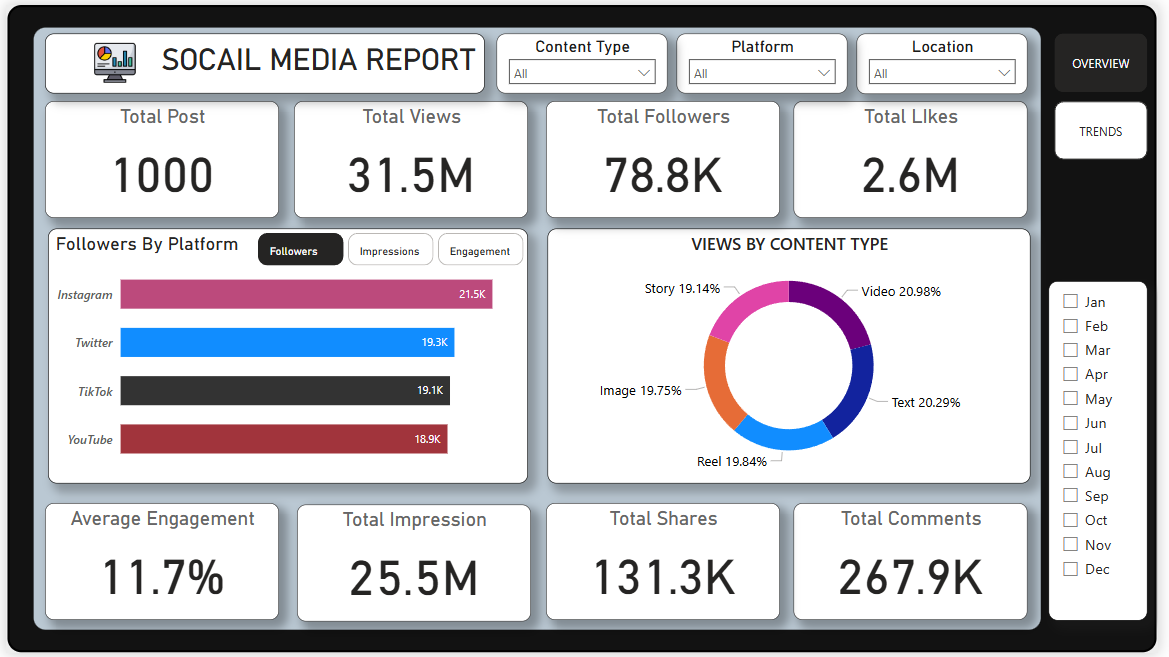 SOCAIL MEDIA REPORT
Content Type
All
Platform
All
Location
All
OVERVIEW
TRENDS
Total Post
1000
Total Views
31.5M
Total Followers
78.8K
Total LIkes
2.6M
Followers By Platform
Followers
Impressions
Engagement
Instagram 21.5K
Twitter 19.3K
TikTok 19.1K
YouTube 18.9K
VIEWS BY CONTENT TYPE
Story 19.14%
Video 20.98%
Image 19.75%
Text 20.29%
Reel 19.84%
Jan
Feb
Mar
Apr
May
Jun
Jul
Aug
Sep
Oct
Nov
Dec
Average Engagement
11.7%
Total Impression
25.5M
Total Shares
131.3K
Total Comments
267.9K